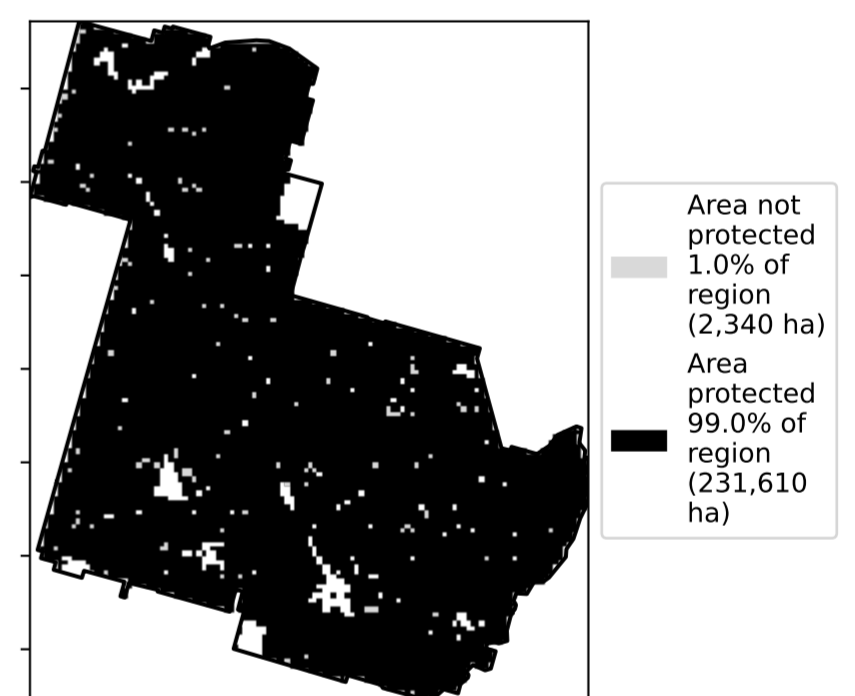 Area not
protected
1.0% of
region
(2,340 ha)
Area
protected
99.0% of
region
(231,610
ha)